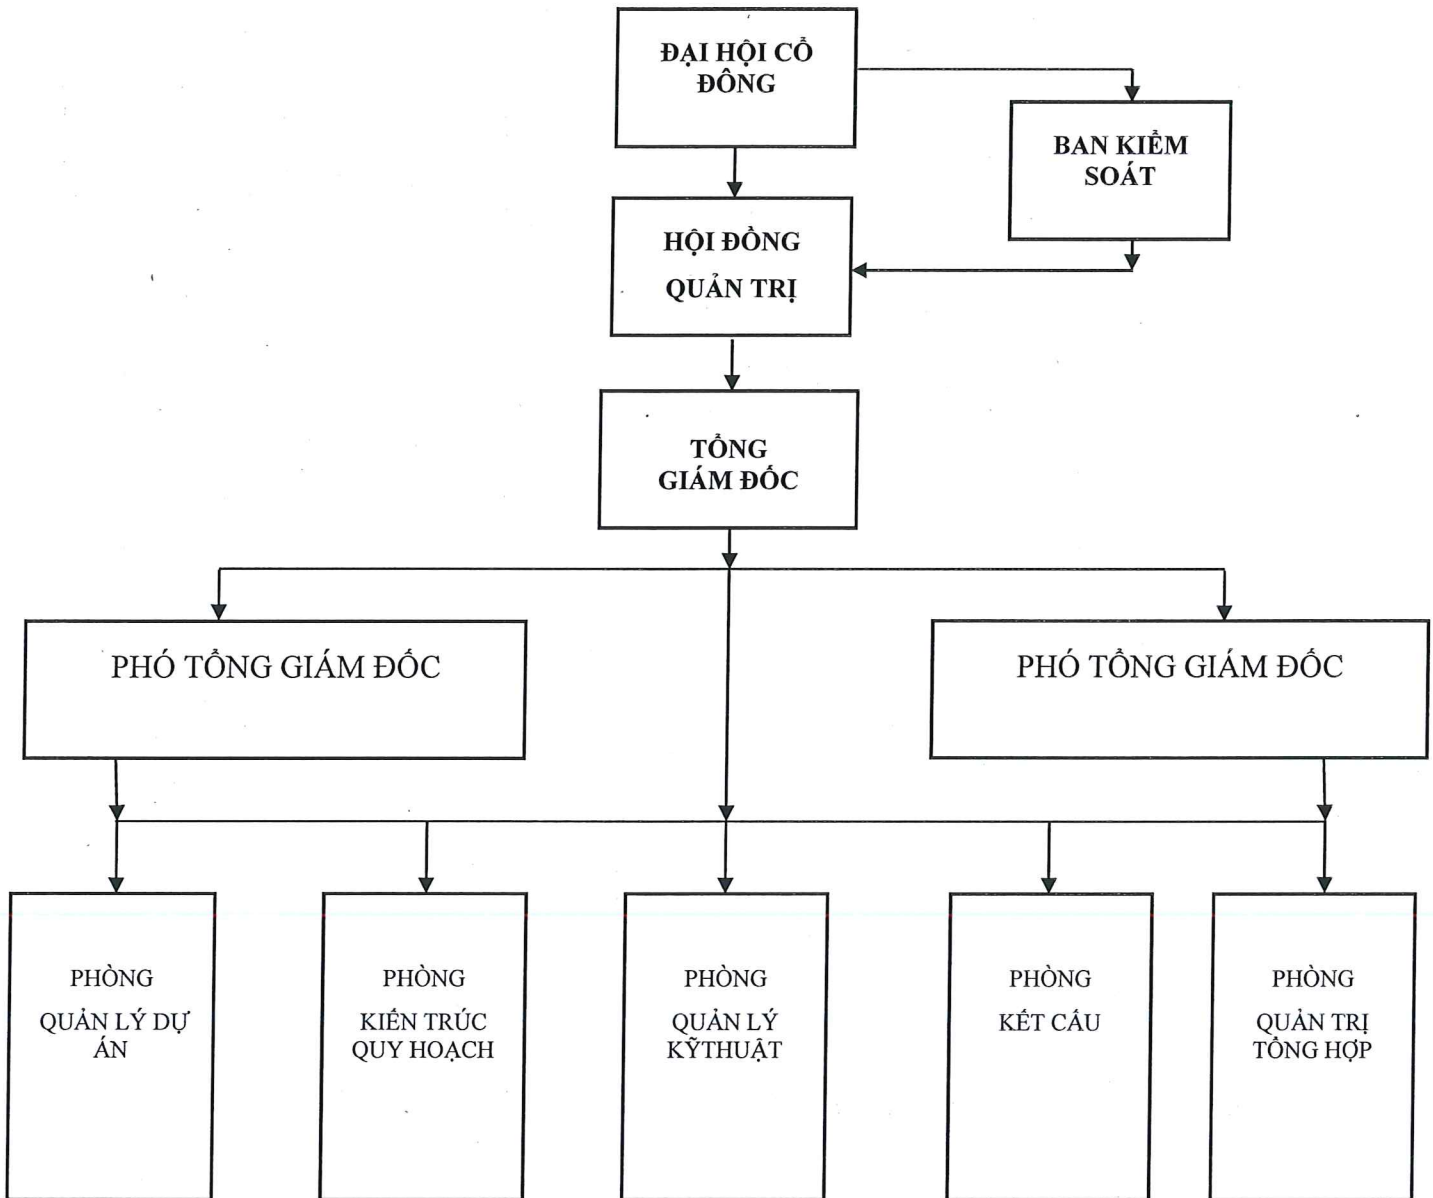 ĐẠI HỘI CỔ
ĐÔNG
BAN KIỂM
SOÁT
HỘI ĐỒNG
QUẢN TRỊ
TỔNG
GIÁM ĐỐC
PHÓ TỔNG GIÁM ĐỐC
PHÓ TỔNG GIÁM ĐỐC
PHÒNG
QUẢN LÝ DỰ
ÁN
PHÒNG
KIẾN TRÚC
QUY HOẠCH
PHÒNG
QUẢN LÝ
KỸTHUẬT
PHÒNG
KẾT CẤU
PHÒNG
QUẢN TRỊ
TỔNG HỢP